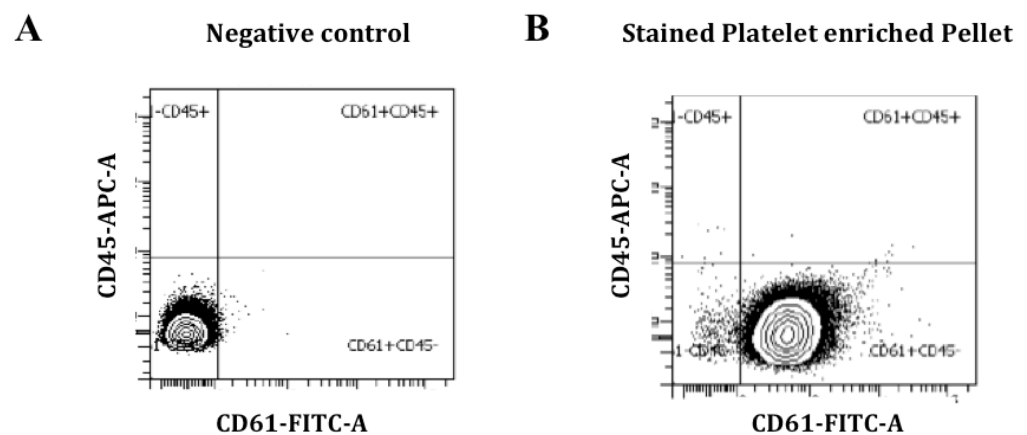 A
Negative control
-CD45+
CD61+CD45+
CD45-APC-A
CD61+CD45-
CD61-FITC-A
B
Stained Platelet enriched Pellet
-CD45+
CD61+CD45+
CD45-APC-A
CD61+CD45-
CD61-FITC-A